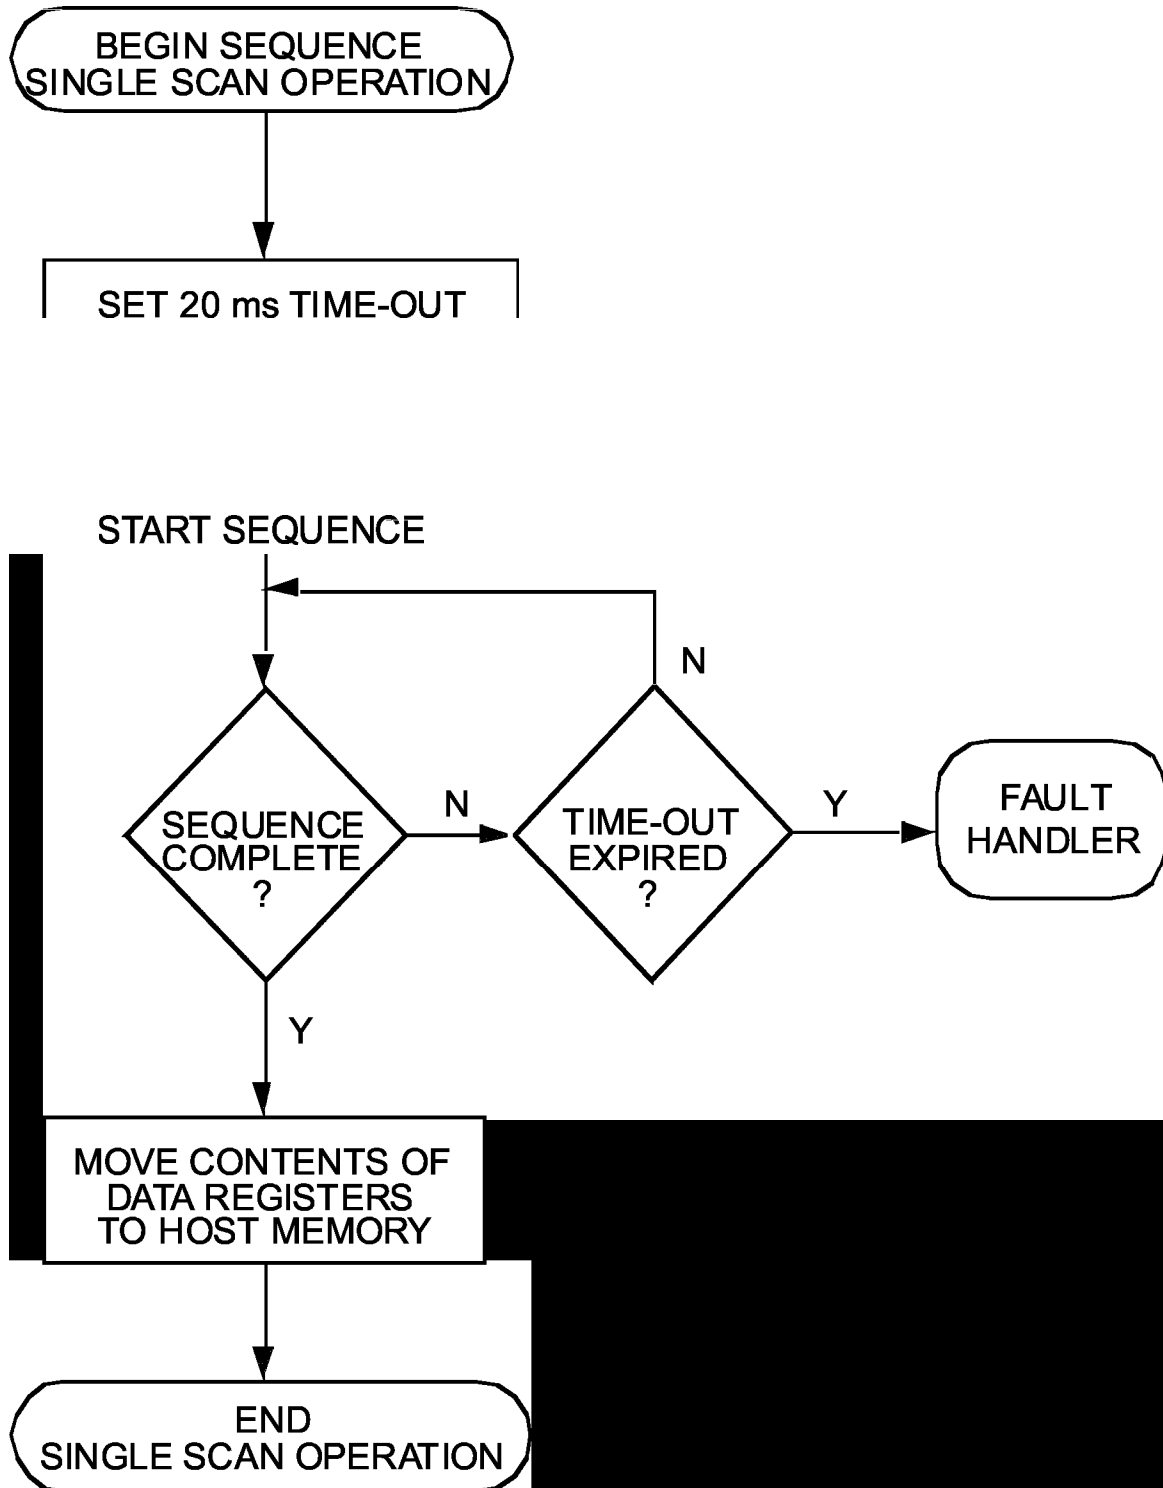 BEGIN SEQUENCE
SINGLE SCAN OPERATION
SET 20 ms TIME-OUT
START SEQUENCE
N
SEQUENCE
COMPLETE
?
N
TIME-OUT
EXPIRED
?
Y
FAULT
HANDLER
Y
MOVE CONTENTS OF
DATA REGISTERS
TO HOST MEMORY
END
SINGLE SCAN OPERATION